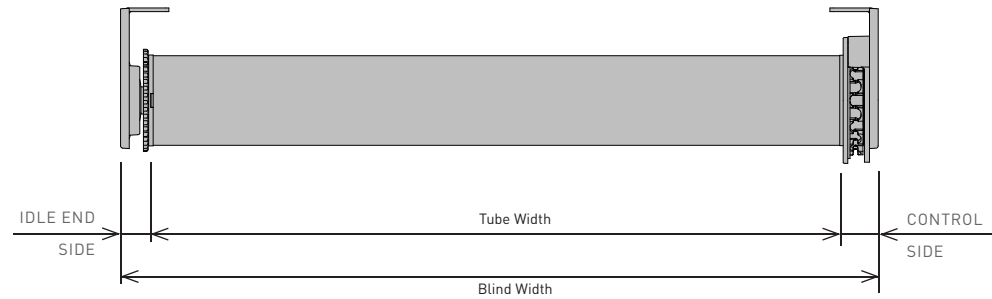 IDLE END
SIDE
Tube Width
CONTROL
SIDE
Blind Width